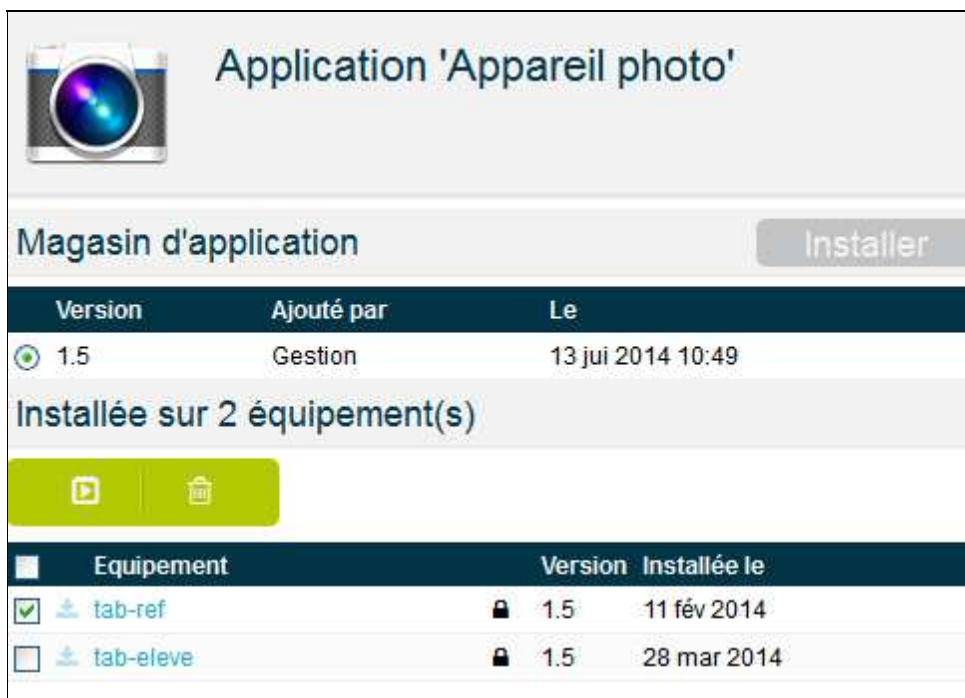 Application 'Appareil photo'
Magasin d'application
Installer
Version Ajouté par Le
1.5 Gestion 13 jui 2014 10:49
Installée sur 2 équipement(s)
Equipement Version Installée le
tab-ref 1.5 11 fév 2014
tab-eleve 1.5 28 mar 2014